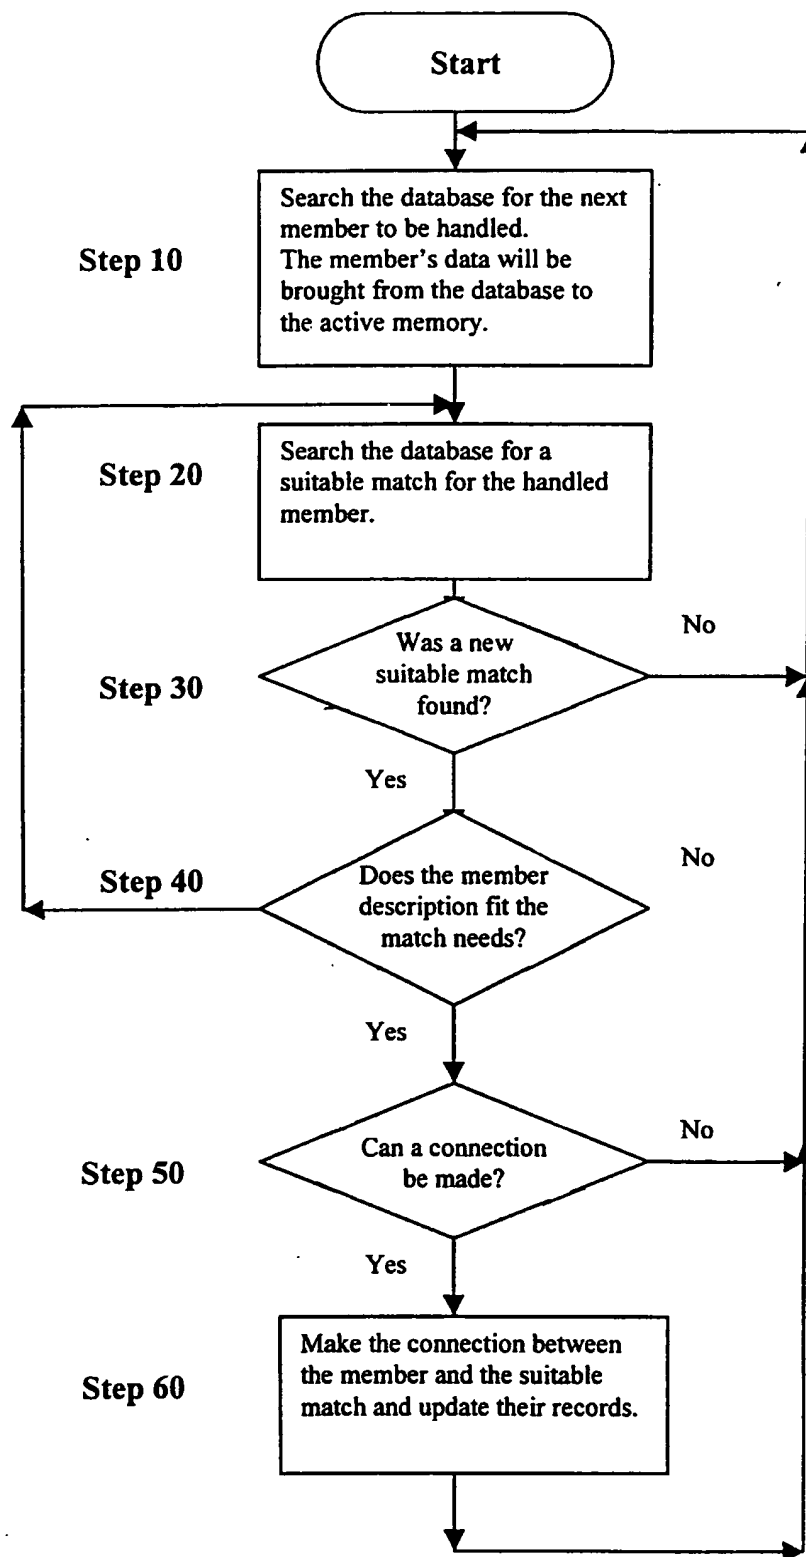 Start
Step 10
Search the database for the next
member to be handled.
The member's data will be
brought from the database to
the active memory.
Step 20
Search the database for a
suitable match for the handled
member.
Step 30
Was a new
suitable match
found?
No
Yes
Step 40
Does the member
description fit the
match needs?
No
Yes
Step 50
Can a connection
be made?
No
Yes
Step 60
Make the connection between
the member and the suitable
match and update their records.